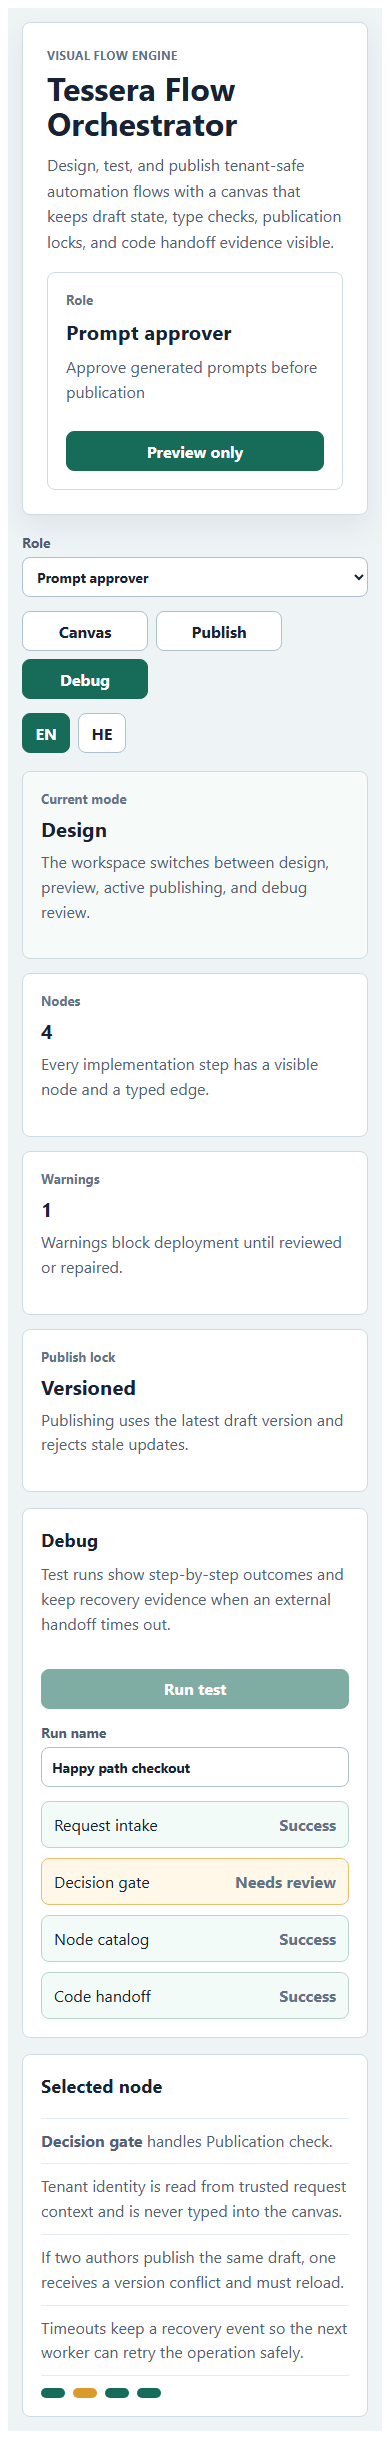 VISUAL FLOW ENGINE
Tessera Flow
Orchestrator
Design, test, and publish tenant-safe
automation flows with a canvas that
keeps draft state, type checks, publication
locks, and code handoff evidence visible.
Role
Prompt approver
Approve generated prompts before
publication
Preview only
Role
Prompt approver
Canvas
Publish
Debug
EN
HE
Current mode
Design
The workspace switches between design,
preview, active publishing, and debug
review.
Nodes
4
Every implementation step has a visible
node and a typed edge.
Warnings
1
Warnings block deployment until reviewed
or repaired.
Publish lock
Versioned
Publishing uses the latest draft version and
rejects stale updates.
Debug
Test runs show step-by-step outcomes and
keep recovery evidence when an external
handoff times out.
Run test
Run name
Happy path checkout
Request intake Success
Decision gate Needs review
Node catalog Success
Code handoff Success
Selected node
Decision gate handles Publication check.
Tenant identity is read from trusted request
context and is never typed into the canvas.
If two authors publish the same draft, one
receives a version conflict and must reload.
Timeouts keep a recovery event so the next
worker can retry the operation safely.